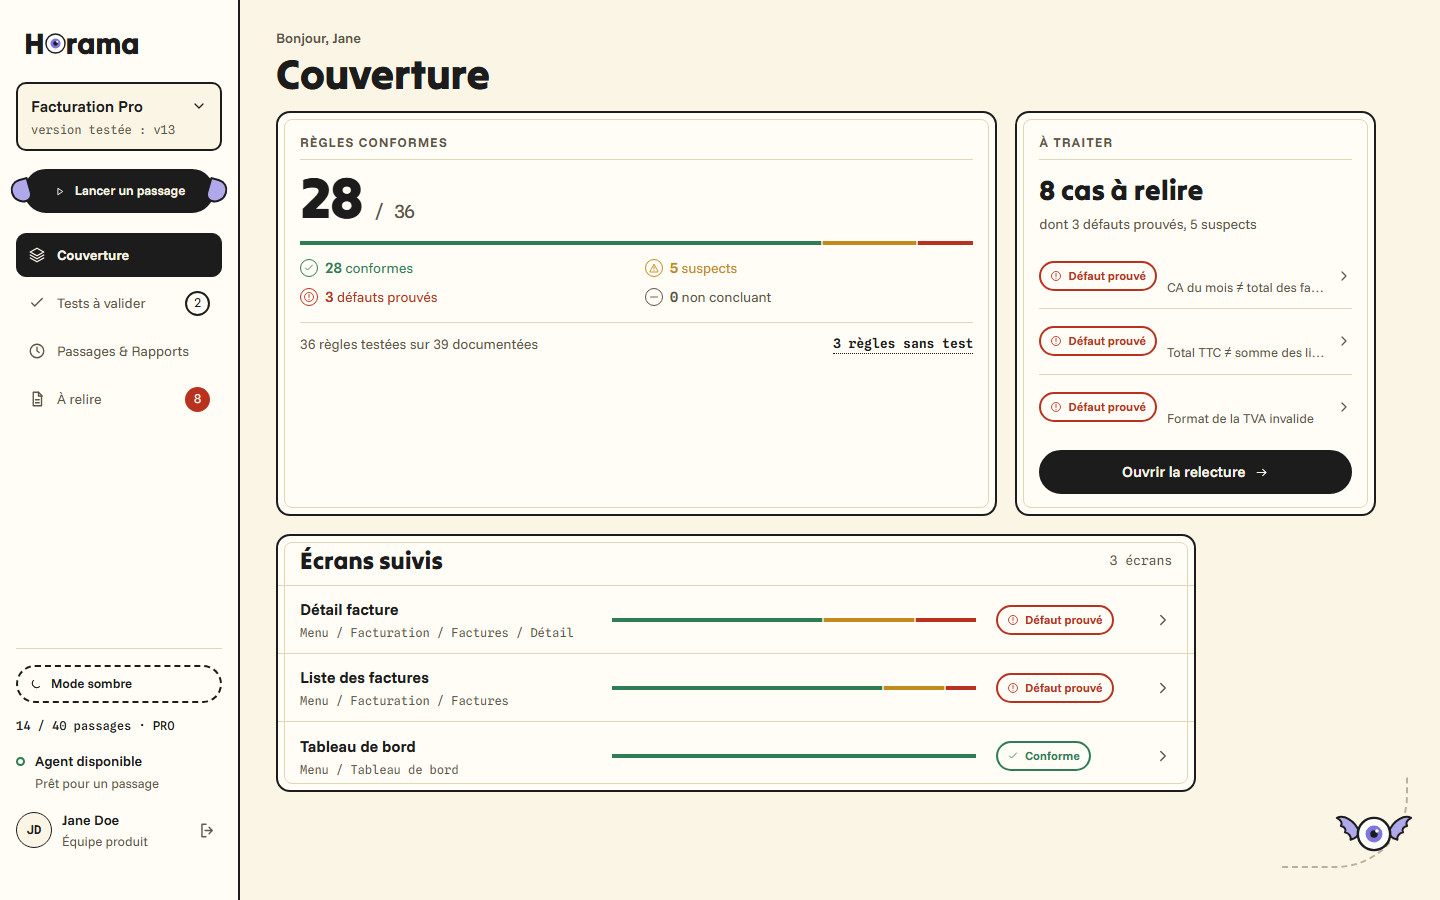 Horama
Facturation Pro
version testée : v13
Lancer un passage
Couverture
Tests à valider 2
Passages & Rapports
À relire 8
Mode sombre
14 / 40 passages · PRO
Agent disponible
Prêt pour un passage
JD
Jane Doe
Équipe produit
Bonjour, Jane
Couverture
RÈGLES CONFORMES
28 / 36
28 conformes
5 suspects
3 défauts prouvés
0 non concluant
36 règles testées sur 39 documentées
3 règles sans test
À TRAITER
8 cas à relire
dont 3 défauts prouvés, 5 suspects
Défaut prouvé CA du mois ≠ total des fa…
Défaut prouvé Total TTC ≠ somme des li…
Défaut prouvé Format de la TVA invalide
Ouvrir la relecture →
Écrans suivis
3 écrans
Détail facture
Menu / Facturation / Factures / Détail
Défaut prouvé
Liste des factures
Menu / Facturation / Factures
Défaut prouvé
Tableau de bord
Menu / Tableau de bord
Conforme